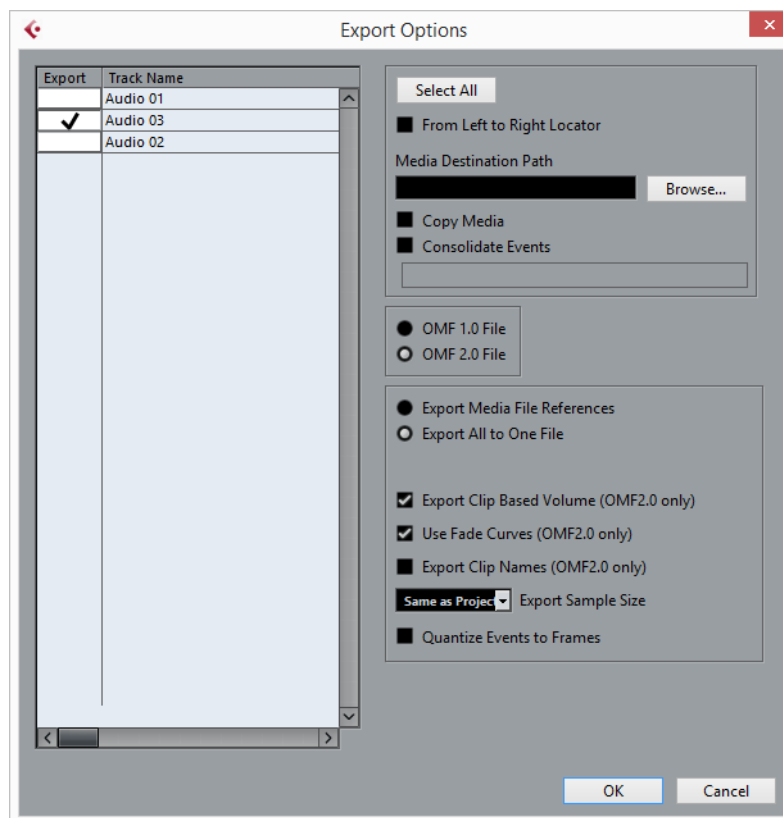 Export Options
Export Track Name
Audio 01
Audio 03
Audio 02
Select All
From Left to Right Locator
Media Destination Path
Browse...
Copy Media
Consolidate Events
OMF 1.0 File
OMF 2.0 File
Export Media File References
Export All to One File
Export Clip Based Volume (OMF2.0 only)
Use Fade Curves (OMF2.0 only)
Export Clip Names (OMF2.0 only)
Same as Projec Export Sample Size
Quantize Events to Frames
OK Cancel